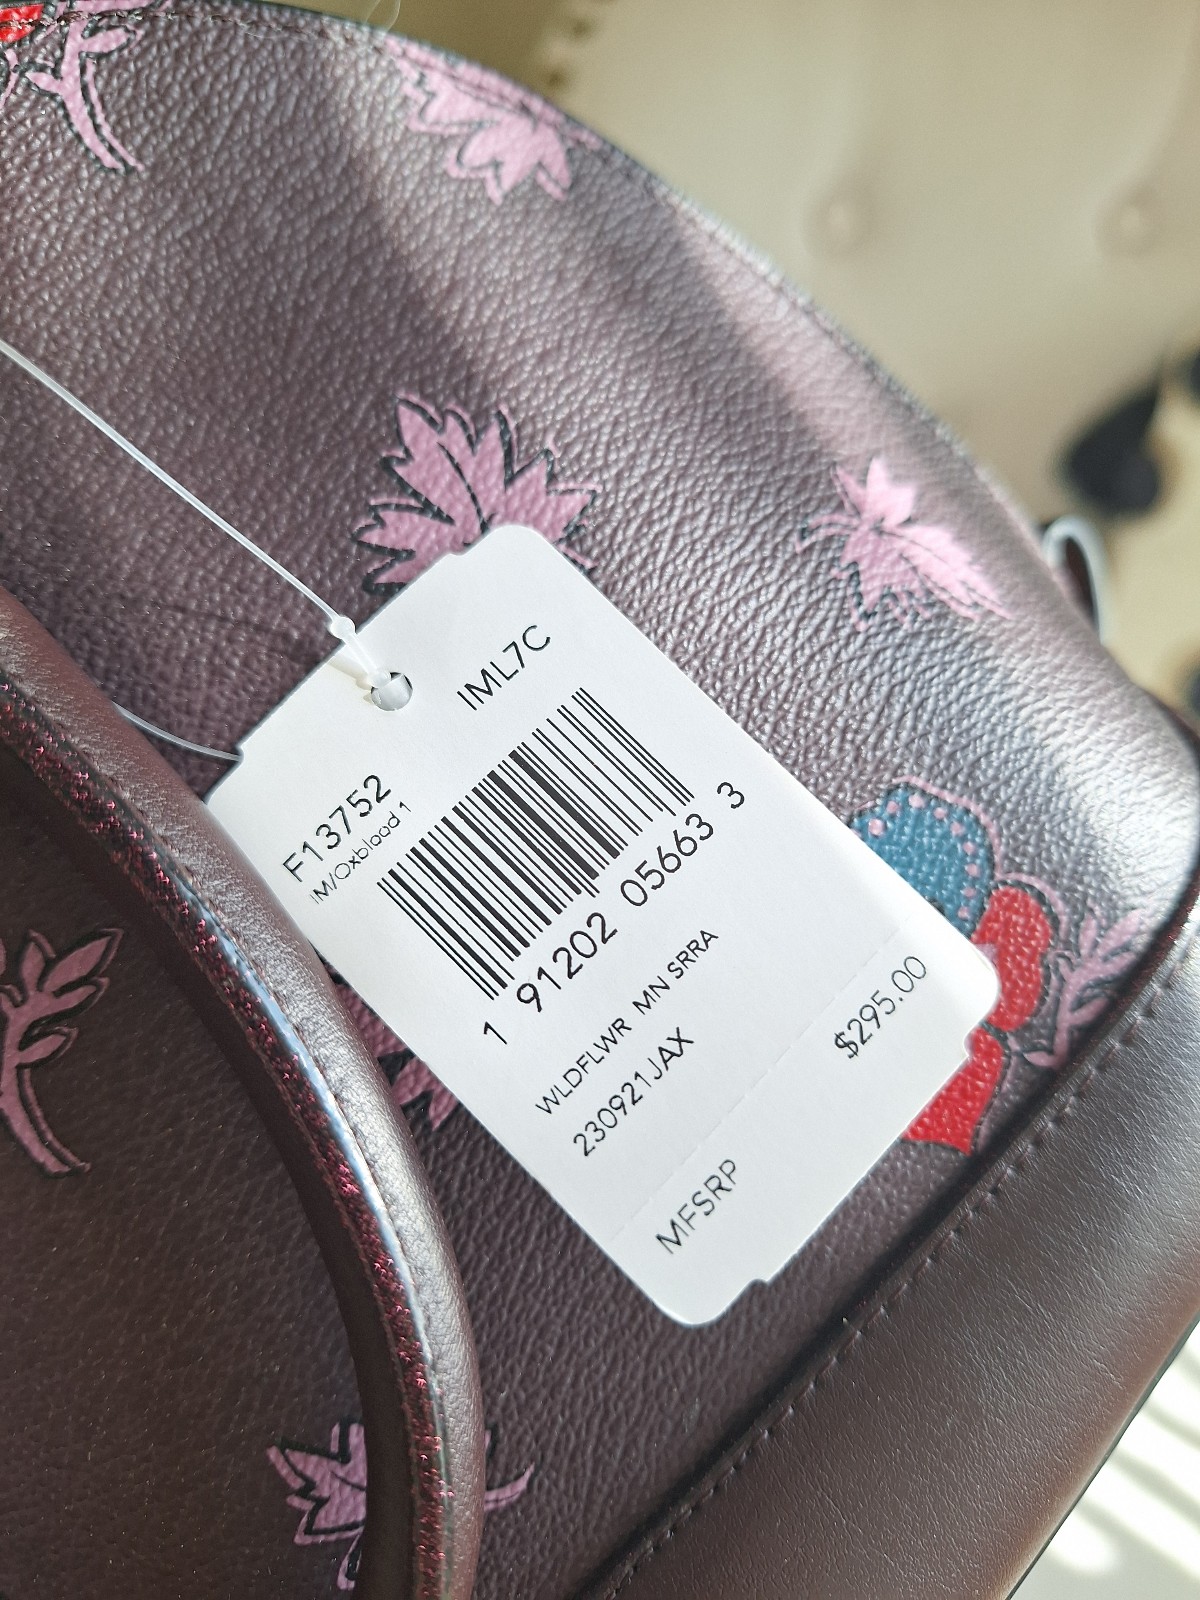 IML7C
F13752
IM/Oxblood 1
1 91202 05663 3
WLDFLWR MN SRRA
230921JAX
$295.00
MFSRP